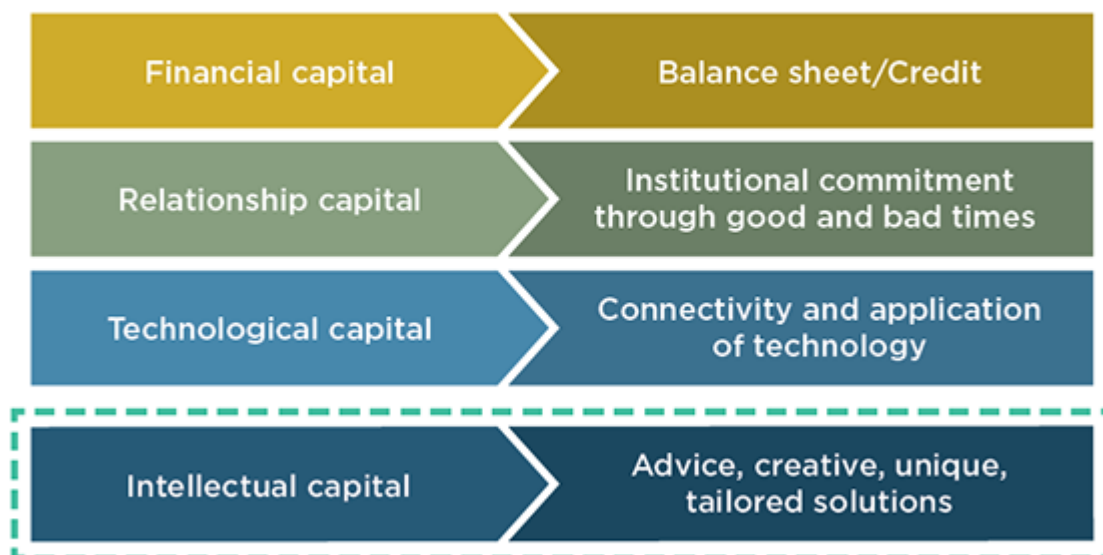 Financial capital
Balance sheet/Credit
Relationship capital
Institutional commitment
through good and bad times
Technological capital
Connectivity and application
of technology
Intellectual capital
Advice, creative, unique,
tailored solutions